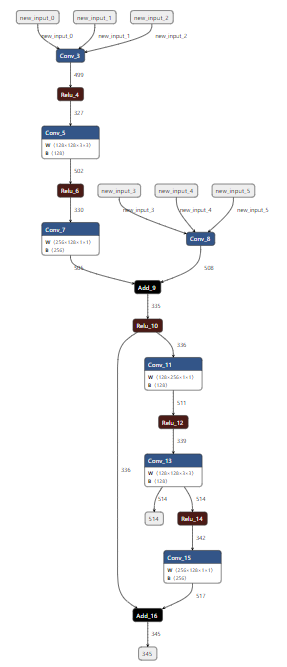 new_input_0 new_input_1 new_input_2
new_input_0 new_input_1 new_input_2
Conv_3
499
Relu_4
327
Conv_5
W ⟨128×128×3×3⟩
B ⟨128⟩
502
Relu_6 new_input_3 new_input_4 new_input_5
330 new_input_3 new_input_4 new_input_5
Conv_7
W ⟨256×128×1×1⟩
B ⟨256⟩
Conv_8
505 508
Add_9
335
Relu_10
336
Conv_11
W ⟨128×256×1×1⟩
B ⟨128⟩
511
Relu_12
339
Conv_13
336
W ⟨128×128×3×3⟩
B ⟨128⟩
514 514
514 Relu_14
342
Conv_15
W ⟨256×128×1×1⟩
B ⟨256⟩
517
Add_16
345
345